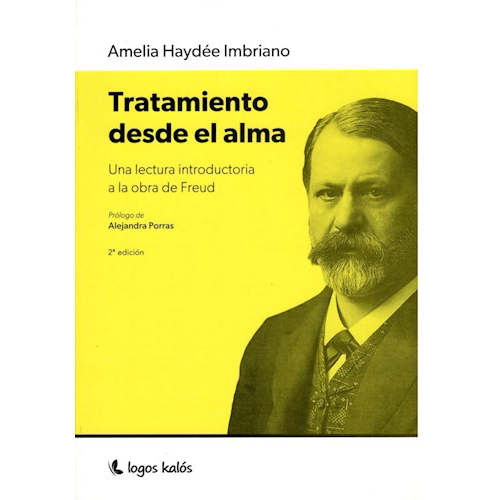 Amelia Haydée Imbriano
Tratamiento
desde el alma
Una lectura introductoria
a la obra de Freud
Prólogo de
Alejandra Porras
2ª edición
logos kalós